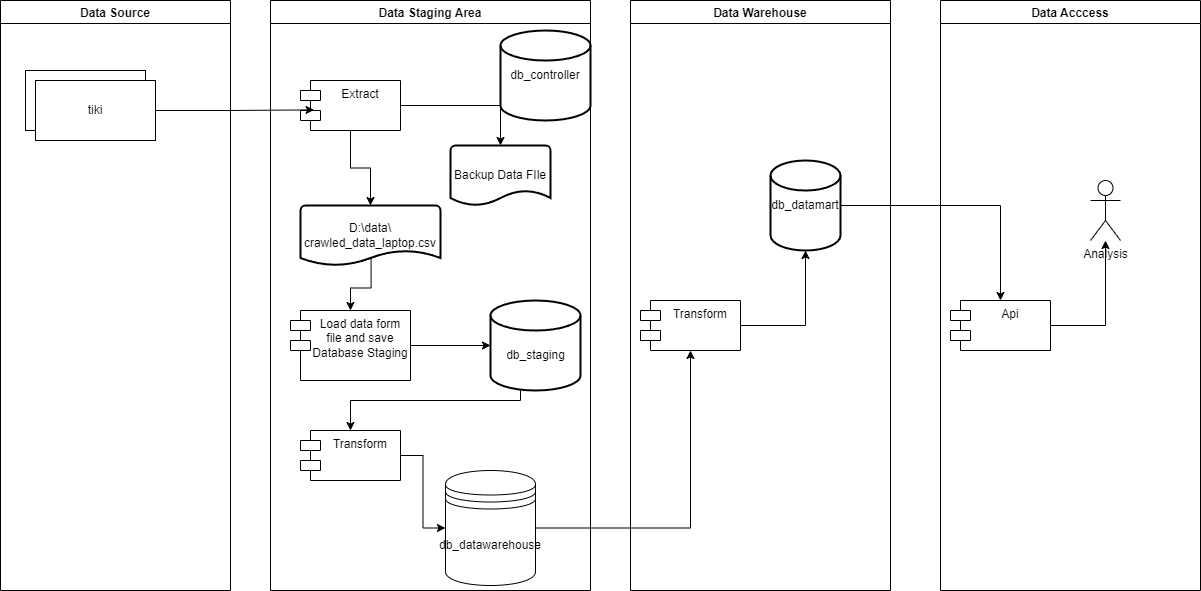 Data Source
Data Staging Area
Data Warehouse
Data Acccess
tiki
Extract
db_controller
Backup Data FIle
D:\data\
crawled_data_laptop.csv
Load data form
file and save
Database Staging
db_staging
Transform
db_datawarehouse
Transform
db_datamart
Api
Analysis